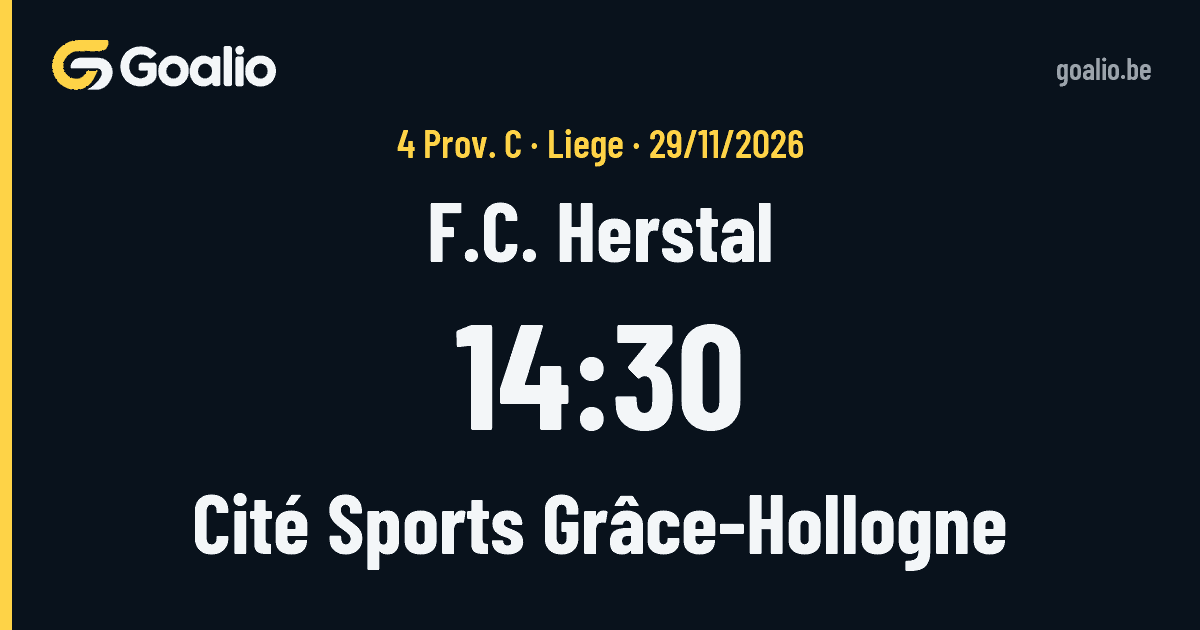 Goalio
goalio.be
4 Prov. C · Liege · 29/11/2026
F.C. Herstal
14:30
Cité Sports Grâce-Hollogne